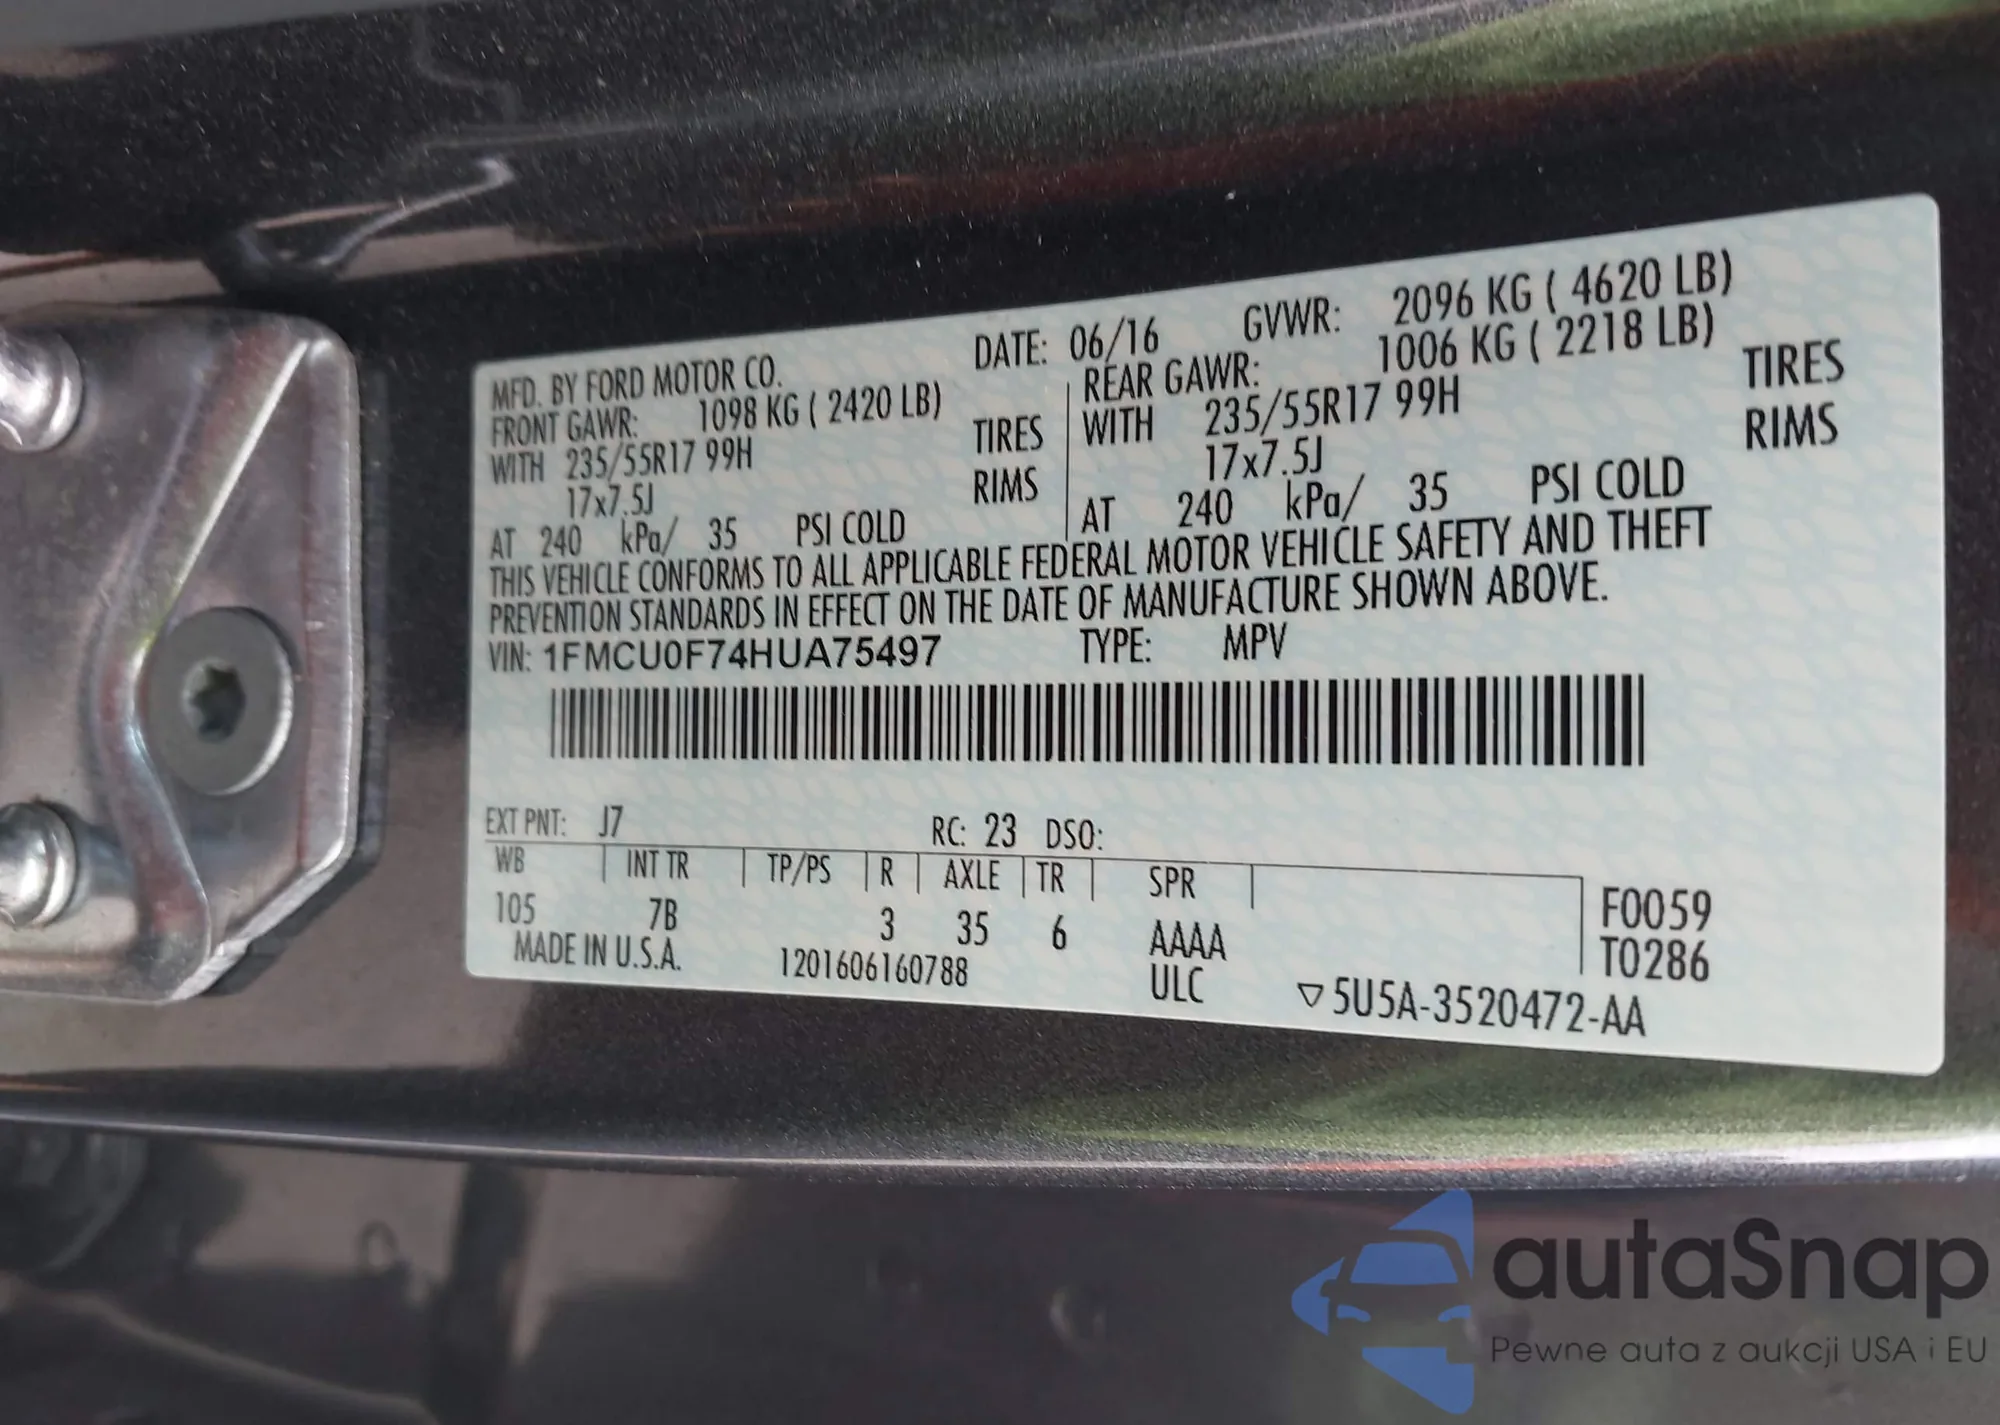 MFD. BY FORD MOTOR CO. DATE: 06/16 GVWR: 2096 KG ( 4620 LB)
FRONT GAWR: 1098 KG ( 2420 LB) REAR GAWR: 1006 KG ( 2218 LB)
WITH 235/55R17 99H TIRES WITH 235/55R17 99H TIRES
17x7.5J RIMS 17x7.5J RIMS
AT 240 kPa/ 35 PSI COLD AT 240 kPa/ 35 PSI COLD
THIS VEHICLE CONFORMS TO ALL APPLICABLE FEDERAL MOTOR VEHICLE SAFETY AND THEFT
PREVENTION STANDARDS IN EFFECT ON THE DATE OF MANUFACTURE SHOWN ABOVE.
VIN: 1FMCU0F74HUA75497 TYPE: MPV
EXT PNT: J7 RC: 23 DSO:
WB INT TR TP/PS R AXLE TR SPR
105 7B 3 35 6 AAAA F0059
MADE IN U.S.A. 1201606160788 ULC T0286
▽5U5A-3520472-AA
autaSnap
Pewne auta z aukcji USA i EU